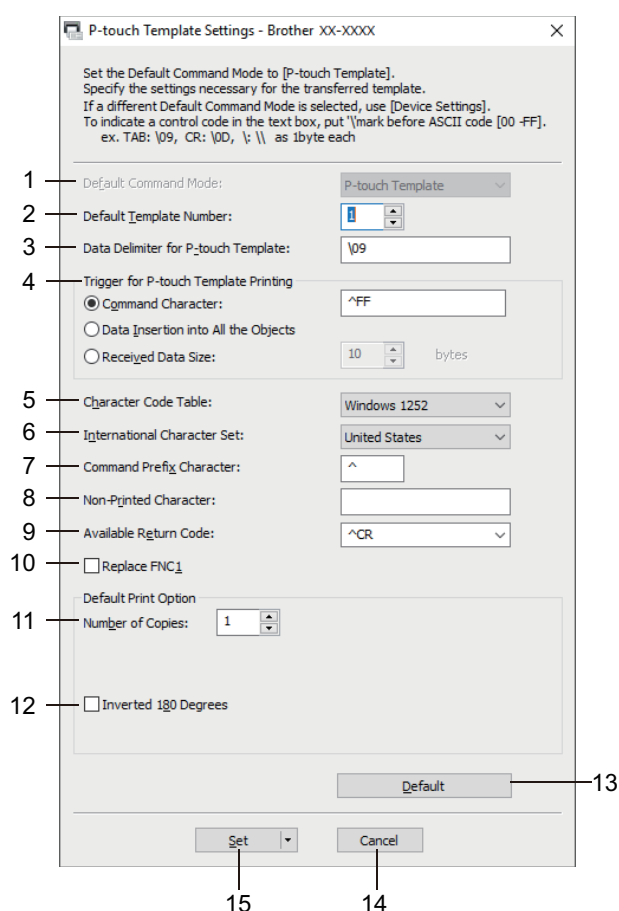 P-touch Template Settings - Brother XX-XXXX
Set the Default Command Mode to [P-touch Template].
Specify the settings necessary for the transferred template.
If a different Default Command Mode is selected, use [Device Settings].
To indicate a control code in the text box, put '\'mark before ASCII code [00 -FF].
ex. TAB: \09, CR: \0D, \: \\ as 1byte each
1 Default Command Mode: P-touch Template
2 Default Template Number: 1
3 Data Delimiter for P-touch Template: \09
4 Trigger for P-touch Template Printing
Command Character: ^FF
Data Insertion into All the Objects
Received Data Size: 10 bytes
5 Character Code Table: Windows 1252
6 International Character Set: United States
7 Command Prefix Character: ^
8 Non-Printed Character:
9 Available Return Code: ^CR
10 Replace FNC1
Default Print Option
11 Number of Copies: 1
12 Inverted 180 Degrees
Default 13
Set Cancel
15 14